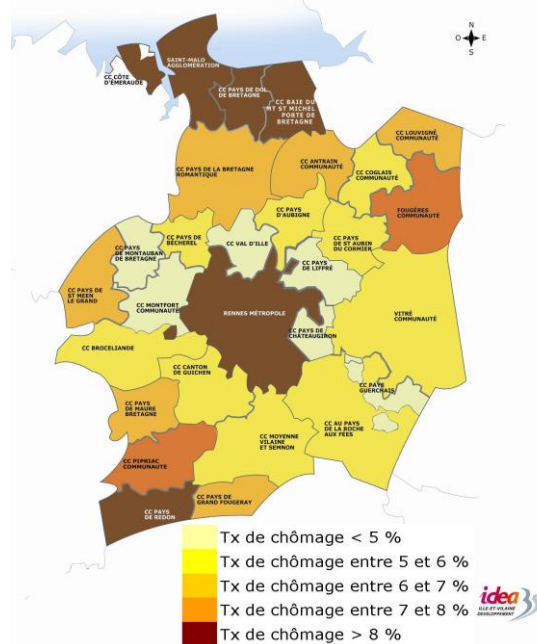 N
O E
S
SAINT-MALO
AGGLOMÉRATION
CC CÔTE
D'ÉMERAUDE
CC PAYS DE DOL
DE BRETAGNE
CC BAIE DU
MT ST MICHEL
PORTE DE
BRETAGNE
CC LOUVIGNÉ
COMMUNAUTÉ
CC PAYS DE LA BRETAGNE
ROMANTIQUE
CC ANTRAIN
COMMUNAUTÉ
CC COGLAIS
COMMUNAUTÉ
FOUGÈRES
COMMUNAUTÉ
CC PAYS
D'AUBIGNE
CC PAYS DE
BÉCHEREL
CC VAL D'ILLE
CC PAYS
DE ST AUBIN
DU CORMIER
CC PAYS
DE MONTAUBAN
DE BRETAGNE
CC PAYS
DE LIFFRÉ
CC PAYS DE
ST MEEN
LE GRAND
CC MONTFORT
COMMUNAUTÉ
RENNES MÉTROPOLE
VITRÉ
COMMUNAUTÉ
CC PAYS DE
CHÂTEAUGIRON
CC BROCELIANDE
CC CANTON
DE GUICHEN
CC PAYS
GUERCHAIS
CC PAYS
DE MAURE
BRETAGNE
CC AU PAYS
DE LA ROCHE
AUX FÉES
CC MOYENNE
VILAINE
ET SEMNON
CC PIPRIAC
COMMUNAUTE
CC PAYS
DE REDON
CC PAYS DE
GRAND FOUGERAY
Tx de chômage < 5 %
Tx de chômage entre 5 et 6 %
Tx de chômage entre 6 et 7 %
Tx de chômage entre 7 et 8 %
Tx de chômage > 8 %
idea
ILLE-ET-VILAINE
DEVELOPPEMENT